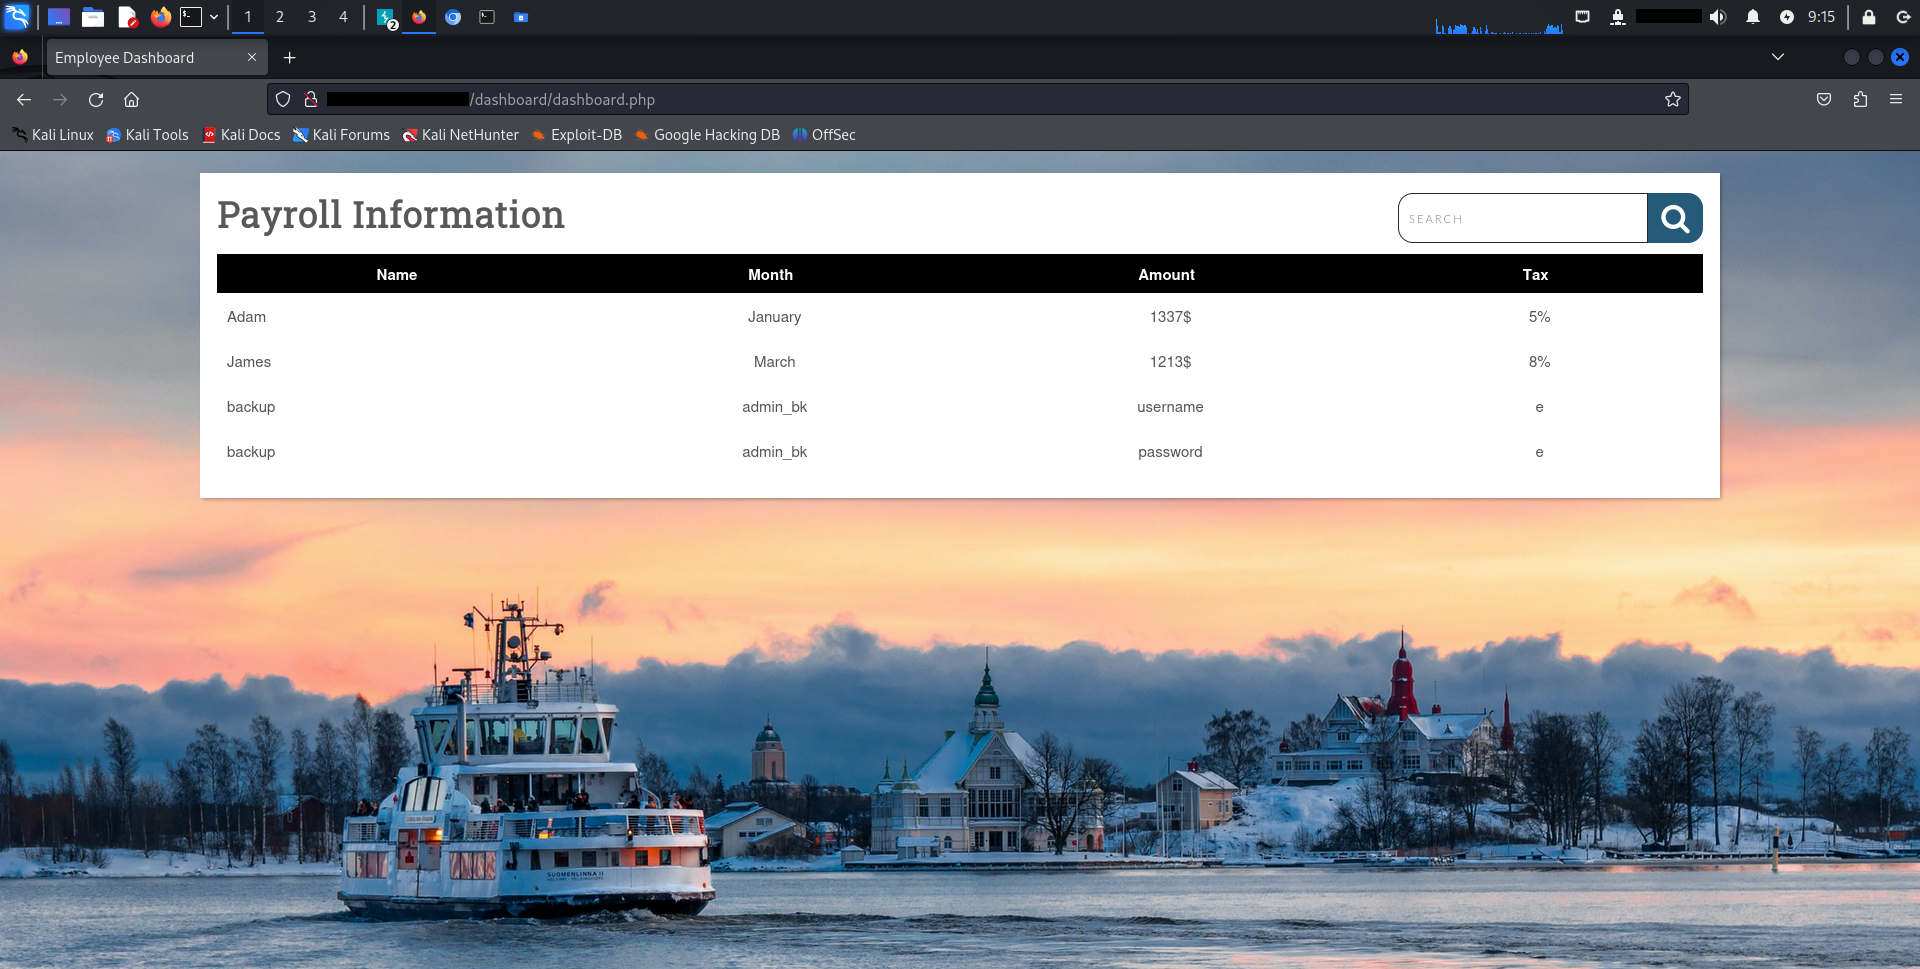 1 2 3 4 2 9:15
Employee Dashboard
/dashboard/dashboard.php
Kali Linux Kali Tools Kali Docs Kali Forums Kali NetHunter Exploit-DB Google Hacking DB OffSec
Payroll Information
SEARCH
Name Month Amount Tax
Adam January 1337$ 5%
James March 1213$ 8%
backup admin_bk username e
backup admin_bk password e
SUOMENLINNA II